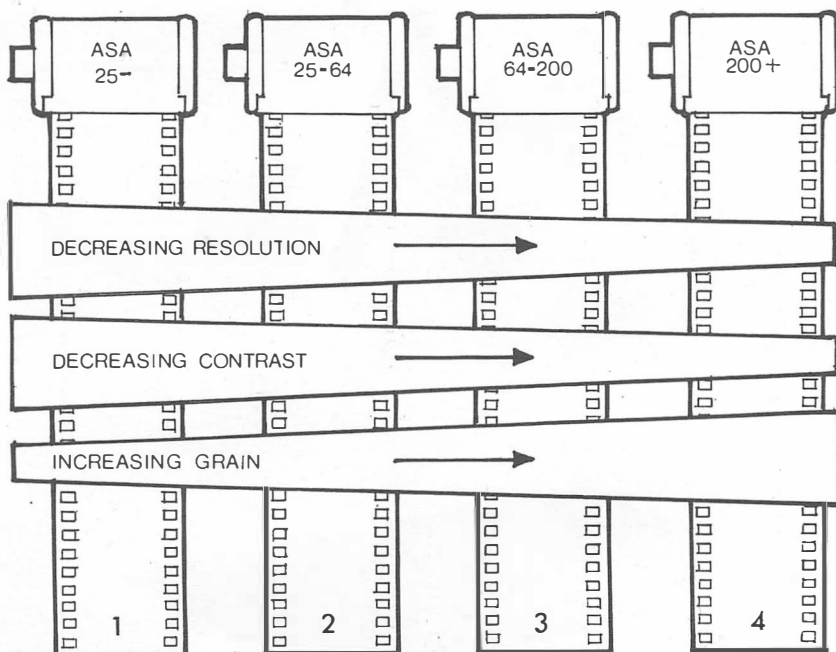 ASA
25-
ASA
25-64
ASA
64-200
ASA
200+
DECREASING RESOLUTION
DECREASING CONTRAST
INCREASING GRAIN
1
2
3
4